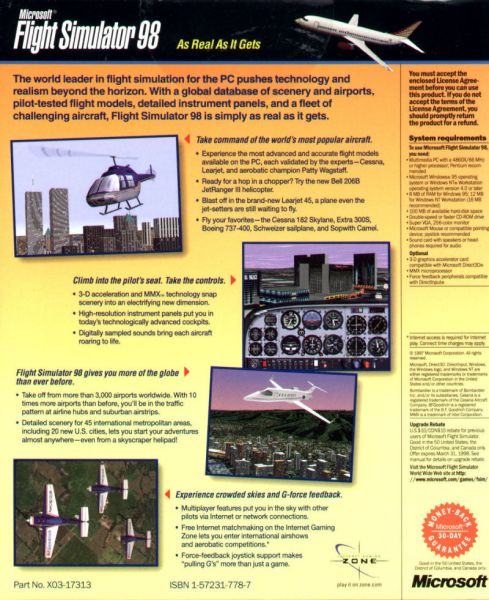 Microsoft®
Flight Simulator 98
As Real As It Gets
The world leader in flight simulation for the PC pushes technology and
realism beyond the horizon. With a global database of scenery and airports,
pilot-tested flight models, detailed instrument panels, and a fleet of
challenging aircraft, Flight Simulator 98 is simply as real as it gets.
Take command of the world's most popular aircraft.
• Experience the most advanced and accurate flight models
available on the PC, each validated by the experts—Cessna,
Learjet, and aerobatic champion Patty Wagstaff.
• Ready for a hop in a chopper? Try the new Bell 206B
JetRanger III helicopter.
• Blast off in the brand-new Learjet 45, a plane even the
jet-setters are still waiting to fly.
• Fly your favorites—the Cessna 182 Skylane, Extra 300S,
Boeing 737-400, Schweizer sailplane, and Sopwith Camel.
Climb into the pilot's seat. Take the controls.
• 3-D acceleration and MMX™ technology snap
scenery into an electrifying new dimension.
• High-resolution instrument panels put you in
today's technologically advanced cockpits.
• Digitally sampled sounds bring each aircraft
roaring to life.
Flight Simulator 98 gives you more of the globe
than ever before.
• Take off from more than 3,000 airports worldwide. With 10
times more airports than before, you'll be in the traffic
pattern at airline hubs and suburban airstrips.
• Detailed scenery for 45 international metropolitan areas,
including 20 new U.S. cities, lets you start your adventures
almost anywhere—even from a skyscraper helipad!
Experience crowded skies and G-force feedback.
• Multiplayer features put you in the sky with other
pilots via Internet or network connections.
• Free Internet matchmaking on the Internet Gaming
Zone lets you enter international airshows
and aerobatic competitions.*
• Force-feedback joystick support makes
"pulling G's" more than just a game.
INTERNET GAMING
ZONE
play it on zone.com
Part No. X03-17313
ISBN 1-57231-778-7
You must accept the
enclosed License Agree-
ment before you can use
this product. If you do not
accept the terms of the
License Agreement, you
should promptly return
the product for a refund.
System requirements
To use Microsoft Flight Simulator 98,
you need:
• Multimedia PC with a 486DX/66 MHz
or higher processor; Pentium recom-
mended
• Microsoft Windows 95 operating
system or Windows NT® Workstation
operating system version 4.0 or later
• 8 MB of RAM for Windows 95; 12 MB
for Windows NT Workstation (16 MB
recommended)
• 100 MB of available hard-disk space
• Double-speed or faster CD-ROM drive
• Super VGA, 256-color monitor
• Microsoft Mouse or compatible pointing
device; joystick recommended
• Sound card with speakers or head-
phones required for audio
Optional
• 3-D graphics accelerator card
compatible with Microsoft Direct3D®
• MMX microprocessor
• Force feedback peripherals compatible
with DirectInput®
* Internet access is required for Internet
play. Connect time charges may apply.
© 1997 Microsoft Corporation. All rights
reserved.
Microsoft, Direct3D, DirectInput, Windows,
the Windows logo, and Windows NT are
either registered trademarks or trademarks
of Microsoft Corporation in the United
States and/or other countries.
Bombardier is a trademark of Bombardier
Inc. and/or its subsidiaries. Cessna is a
registered trademark of the Cessna Aircraft
Company. BFGoodrich is a registered
trademark of the B.F. Goodrich Company.
MMX is a trademark of Intel Corporation.
Upgrade Rebate
U.S.$10/CDN$15 rebate for previous
users of Microsoft Flight Simulator.
Good in the 50 United States, the
District of Columbia, and Canada only.
Offer expires March 31, 1998. See
manual for details on upgrade rebate.
Visit the Microsoft Flight Simulator
World Wide Web site at http:
//www.microsoft.com/games/fsim/
MONEY-BACK
Microsoft
30-DAY
GUARANTEE
Good in the 50 United States, the
District of Columbia, and Canada only.
Microsoft